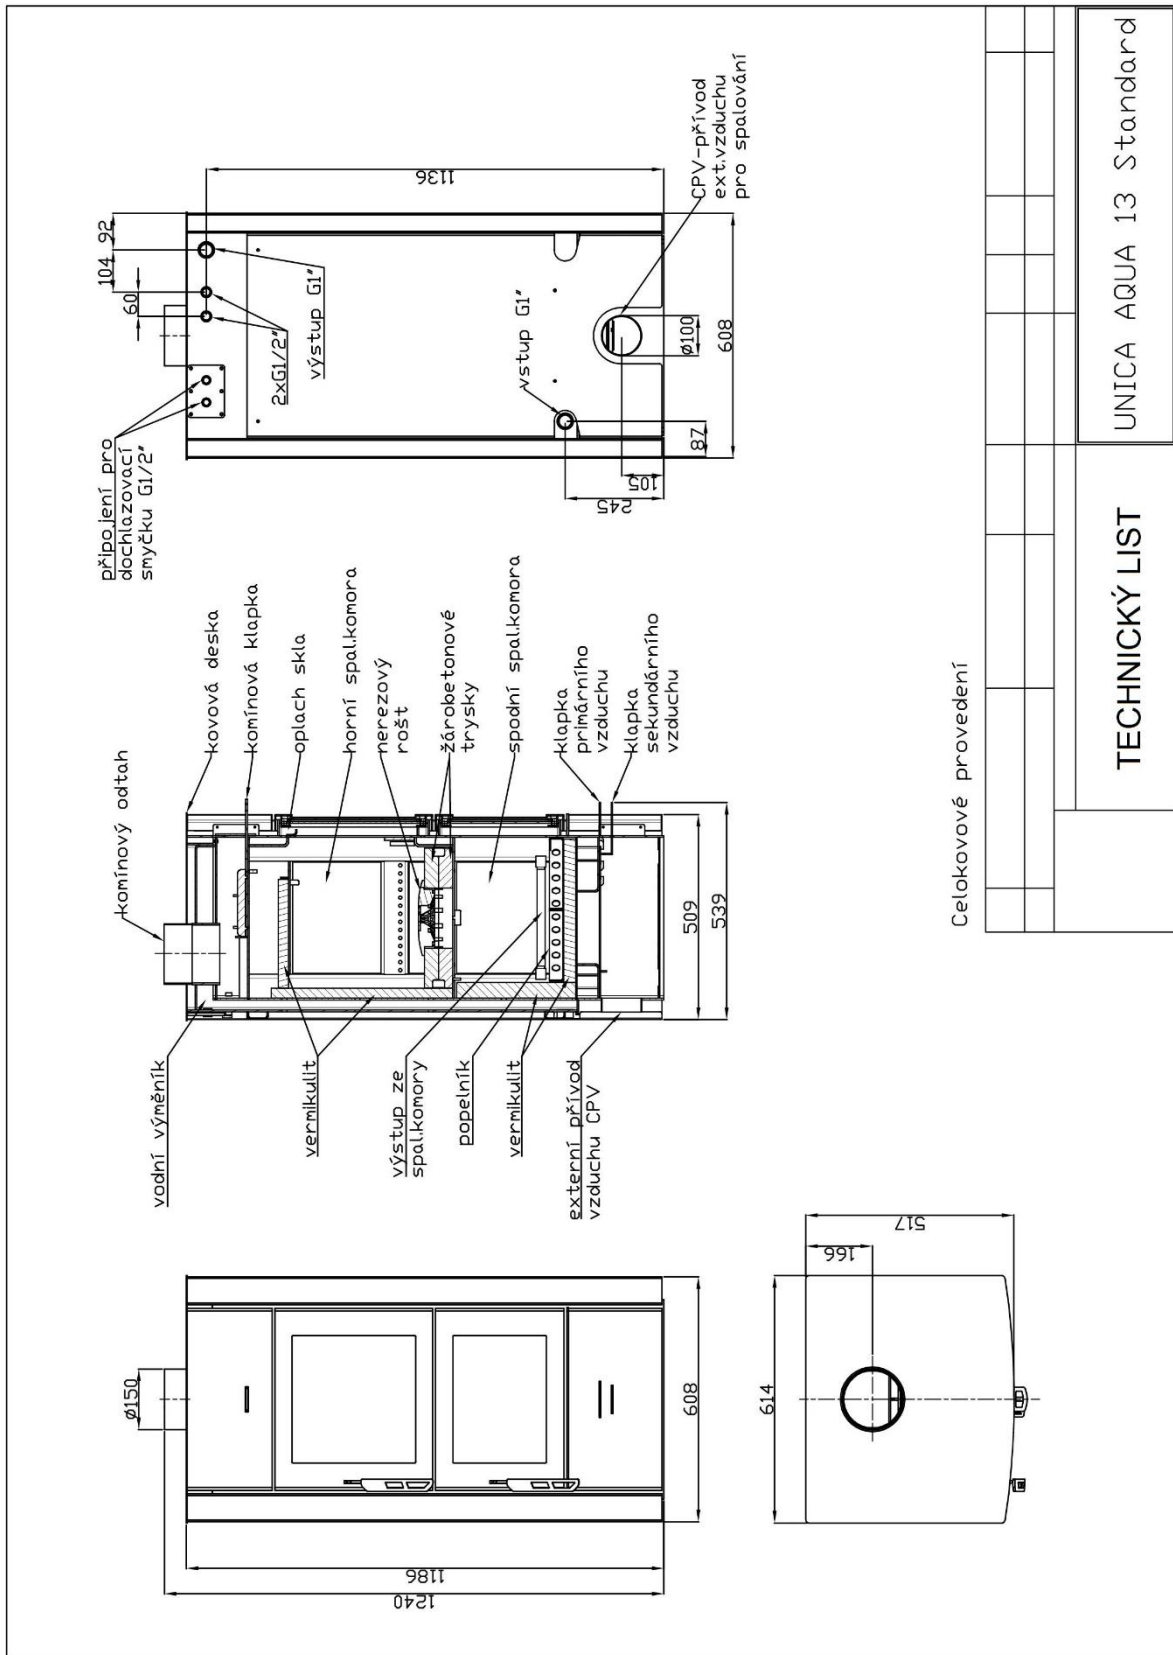 Ø150
1186
1240
608
komínový odtah
vodní výměník
kovová deska
komínová klapka
oplach skla
horní spal.komora
nerezový
rošt
žárobetonové
trysky
spodní spal.komora
klapka
primárního
vzduchu
klapka
sekundárního
vzduchu
vermikulit
výstup ze
spal.komory
popelník
vermikulit
externí přívod
vzduchu CPV
509
539
připojení pro
dochlazovací
smyčku G1/2"
60
104
92
2xG1/2"
výstup G1"
1136
vstup G1"
CPV-přívod
ext.vzduchu
pro spalování
Ø100
87
105
245
608
614
166
517
Celokovové provedení
TECHNICKÝ LIST
UNICA AQUA 13 Standard